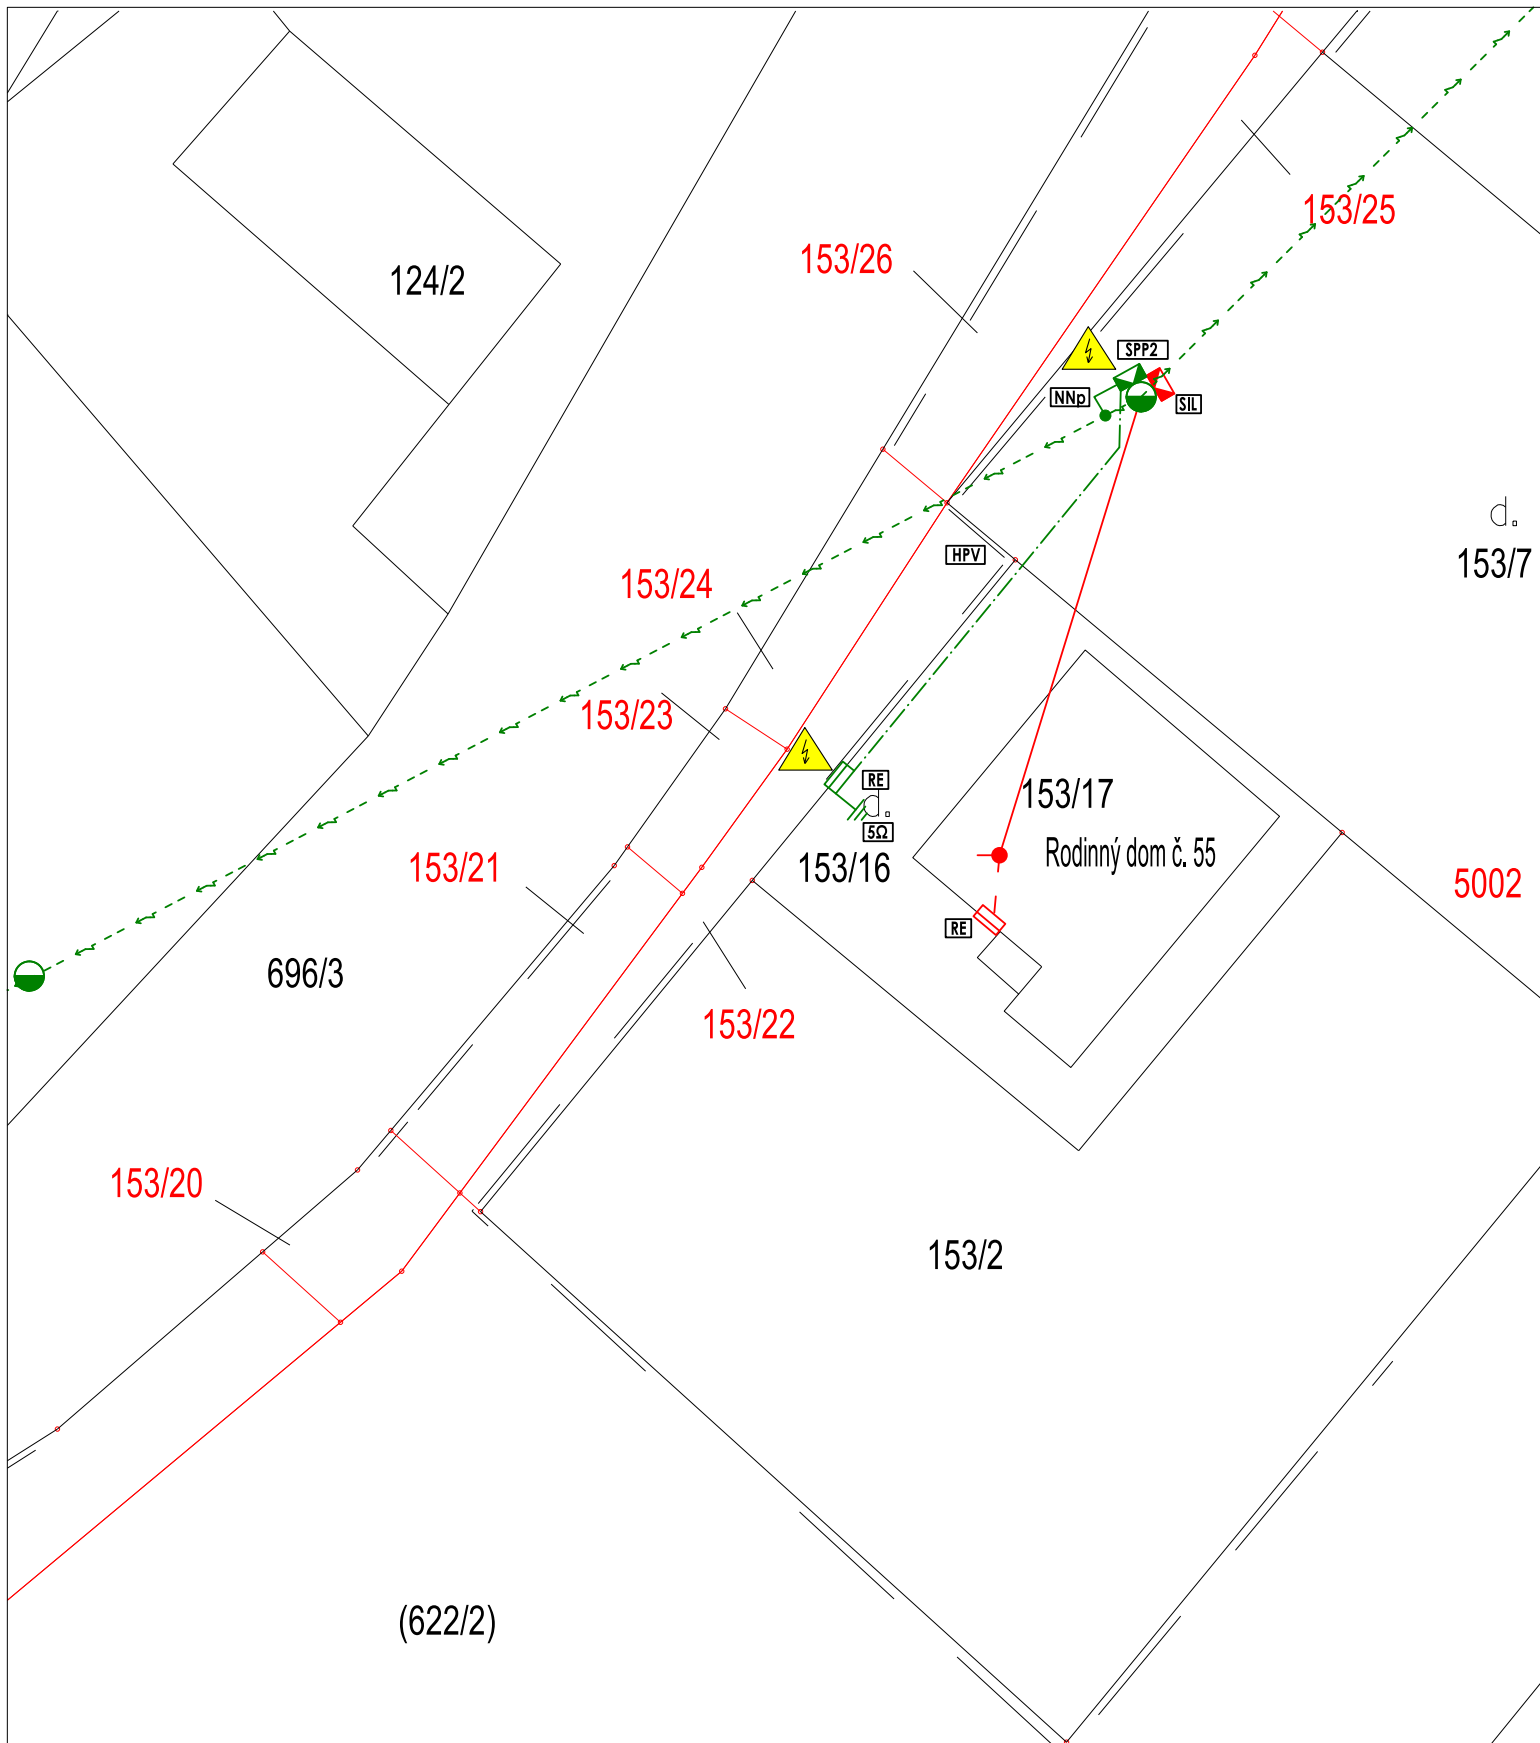 153/25
153/26
124/2
SPP2
NNp
SIL
d.
HPV
153/7
153/24
153/23
RE
153/17
d.
5Ω
Rodinný dom č. 55
153/21
153/16
5002
RE
696/3
153/22
153/20
153/2
(622/2)